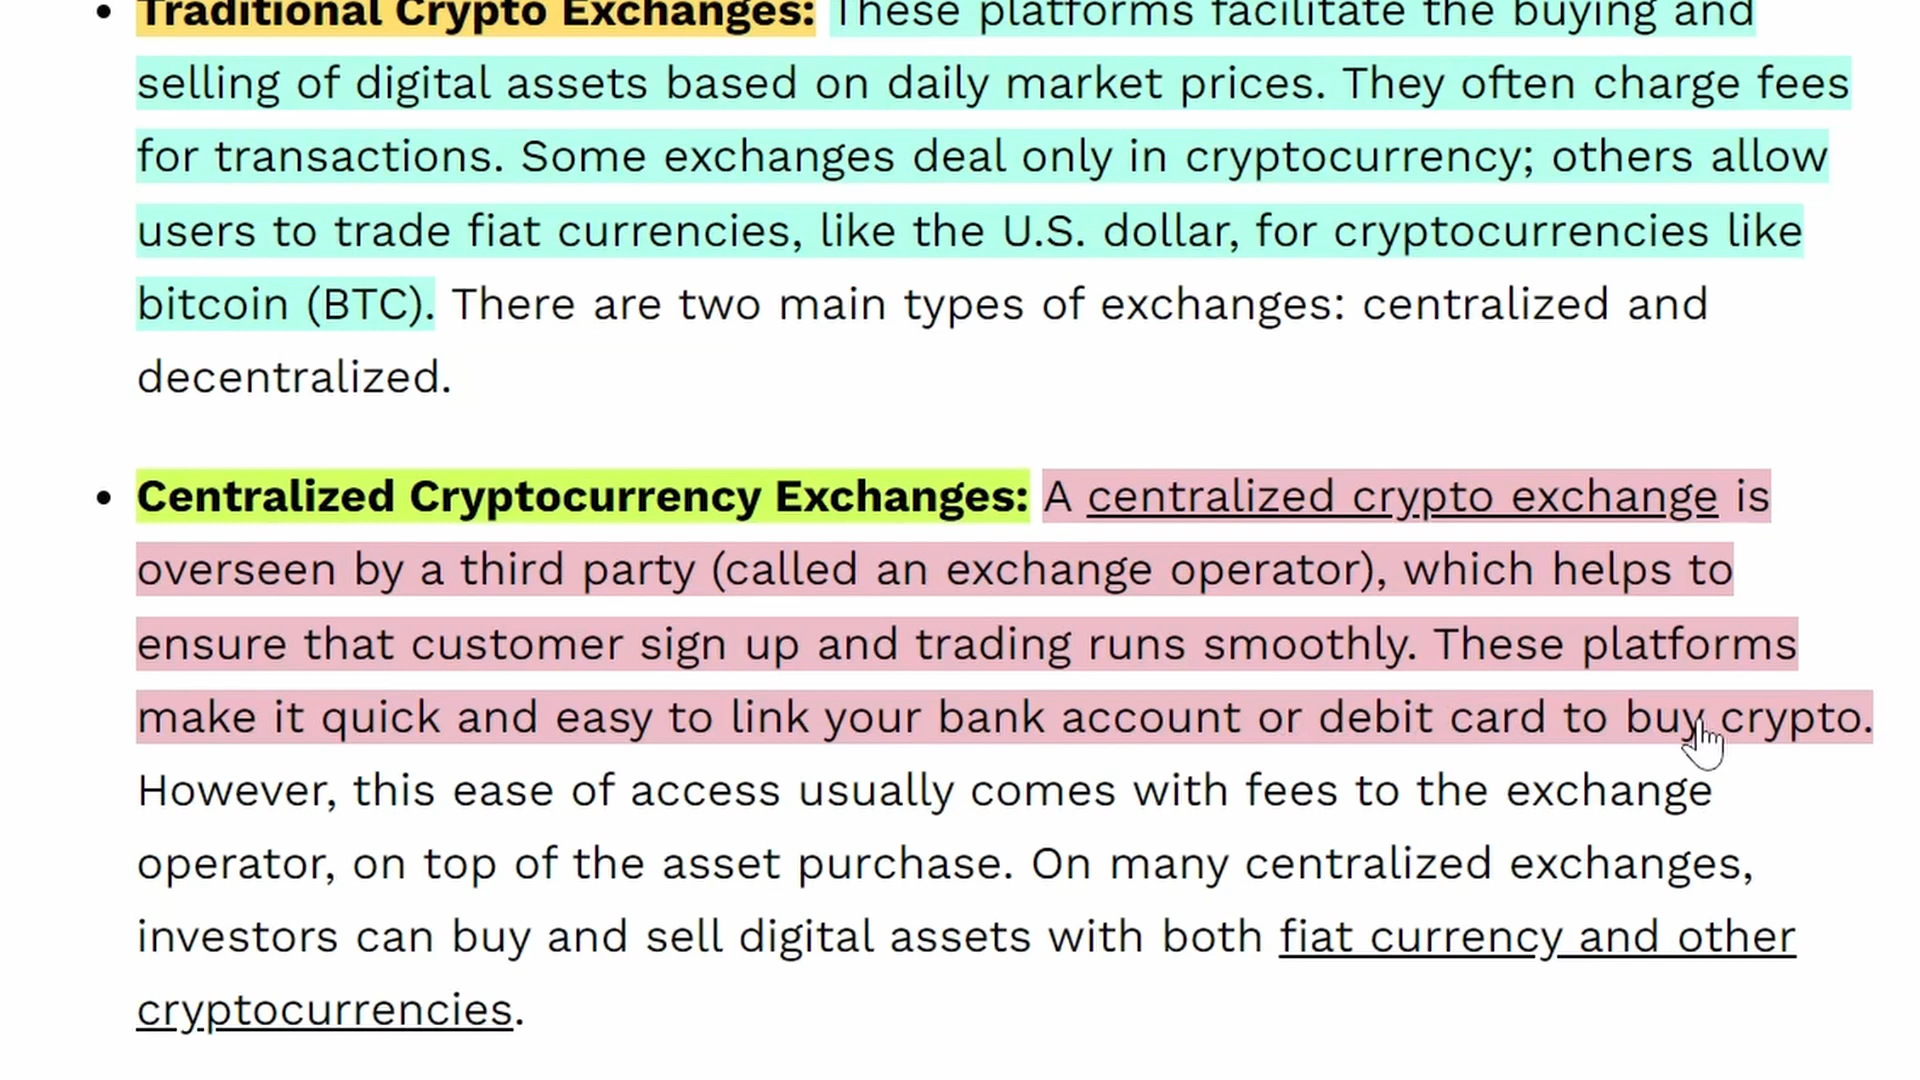 • Traditional Crypto Exchanges: These platforms facilitate the buying and
selling of digital assets based on daily market prices. They often charge fees
for transactions. Some exchanges deal only in cryptocurrency; others allow
users to trade fiat currencies, like the U.S. dollar, for cryptocurrencies like
bitcoin (BTC). There are two main types of exchanges: centralized and
decentralized.
• Centralized Cryptocurrency Exchanges: A centralized crypto exchange is
overseen by a third party (called an exchange operator), which helps to
ensure that customer sign up and trading runs smoothly. These platforms
make it quick and easy to link your bank account or debit card to buy crypto.
However, this ease of access usually comes with fees to the exchange
operator, on top of the asset purchase. On many centralized exchanges,
investors can buy and sell digital assets with both fiat currency and other
cryptocurrencies.